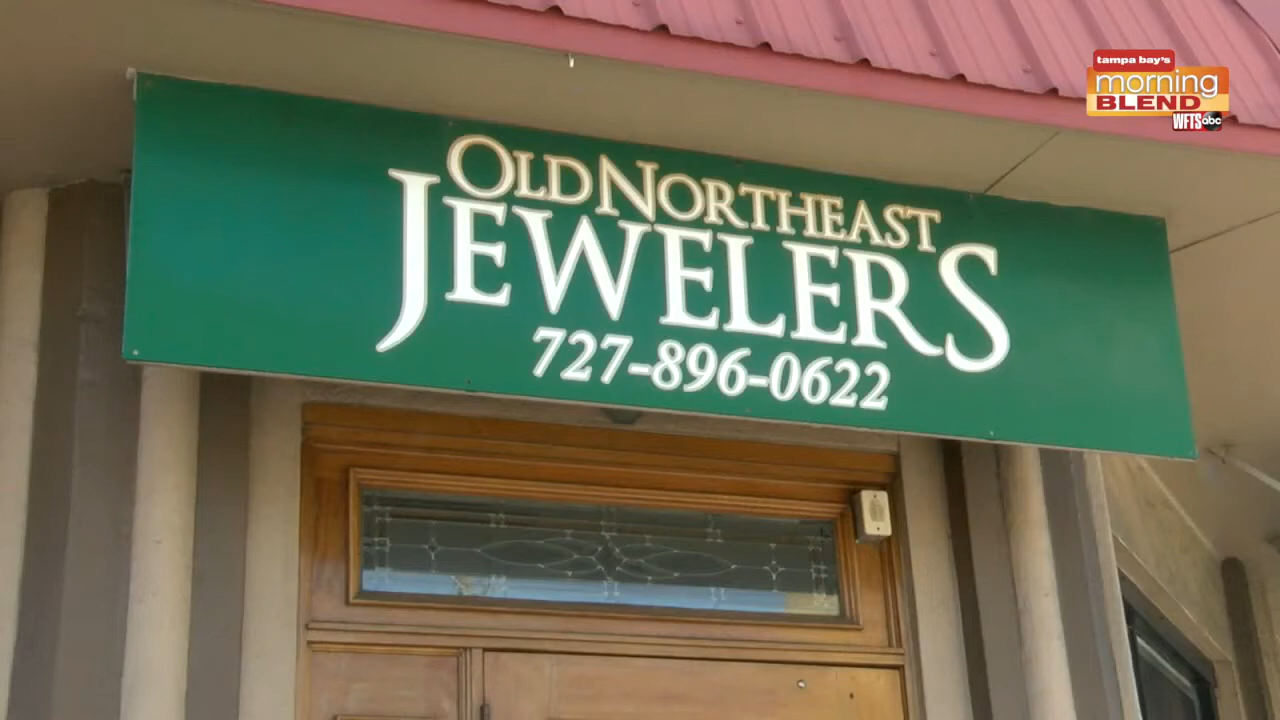 tampa bay's
morning
BLEND
WFTS abc
OLD NORTHEAST
JEWELERS
727-896-0622